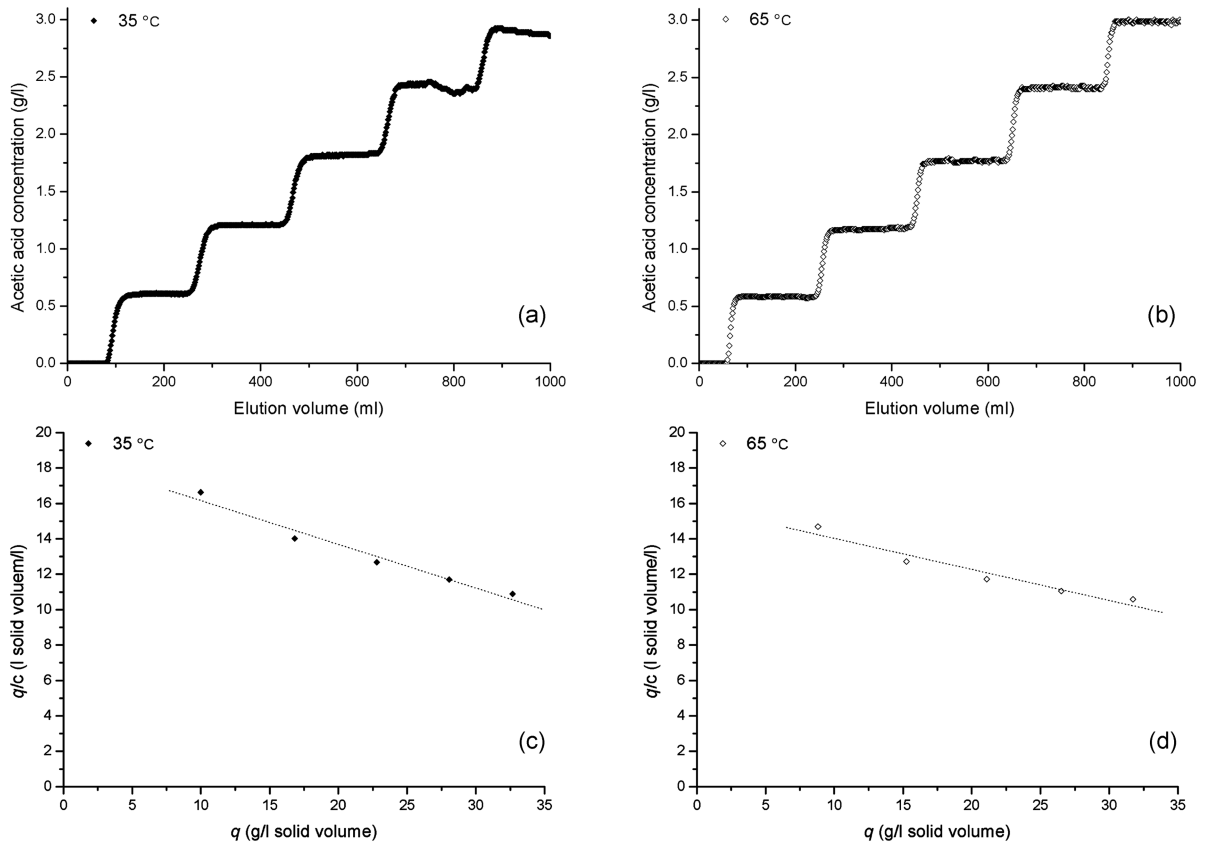 35 °C
3.0
2.5
2.0
1.5
1.0
0.5
0.0
Acetic acid concentration (g/l)
(a)
0 200 400 600 800 1000
Elution volume (ml)
65 °C
3.0
2.5
2.0
1.5
1.0
0.5
0.0
Acetic acid concentration (g/l)
(b)
0 200 400 600 800 1000
Elution volume (ml)
35 °C
20
18
16
14
12
10
8
6
4
2
0
q/c (l solid voluem/l)
(c)
0 5 10 15 20 25 30 35
q (g/l solid volume)
65 °C
20
18
16
14
12
10
8
6
4
2
0
q/c (l solid volume/l)
(d)
0 5 10 15 20 25 30 35
q (g/l solid volume)